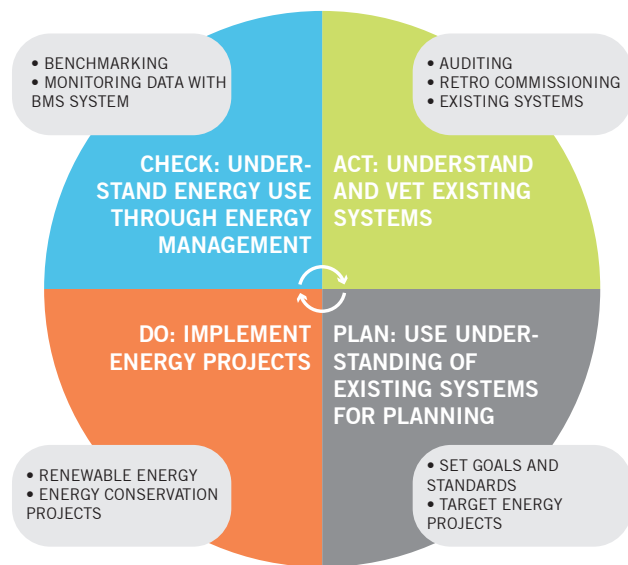 • BENCHMARKING
• MONITORING DATA WITH
BMS SYSTEM
• AUDITING
• RETRO COMMISSIONING
• EXISTING SYSTEMS
CHECK: UNDER-
STAND ENERGY USE
THROUGH ENERGY
MANAGEMENT
ACT: UNDERSTAND
AND VET EXISTING
SYSTEMS
DO: IMPLEMENT
ENERGY PROJECTS
PLAN: USE UNDER-
STANDING OF
EXISTING SYSTEMS
FOR PLANNING
• RENEWABLE ENERGY
• ENERGY CONSERVATION
PROJECTS
• SET GOALS AND
STANDARDS
• TARGET ENERGY
PROJECTS